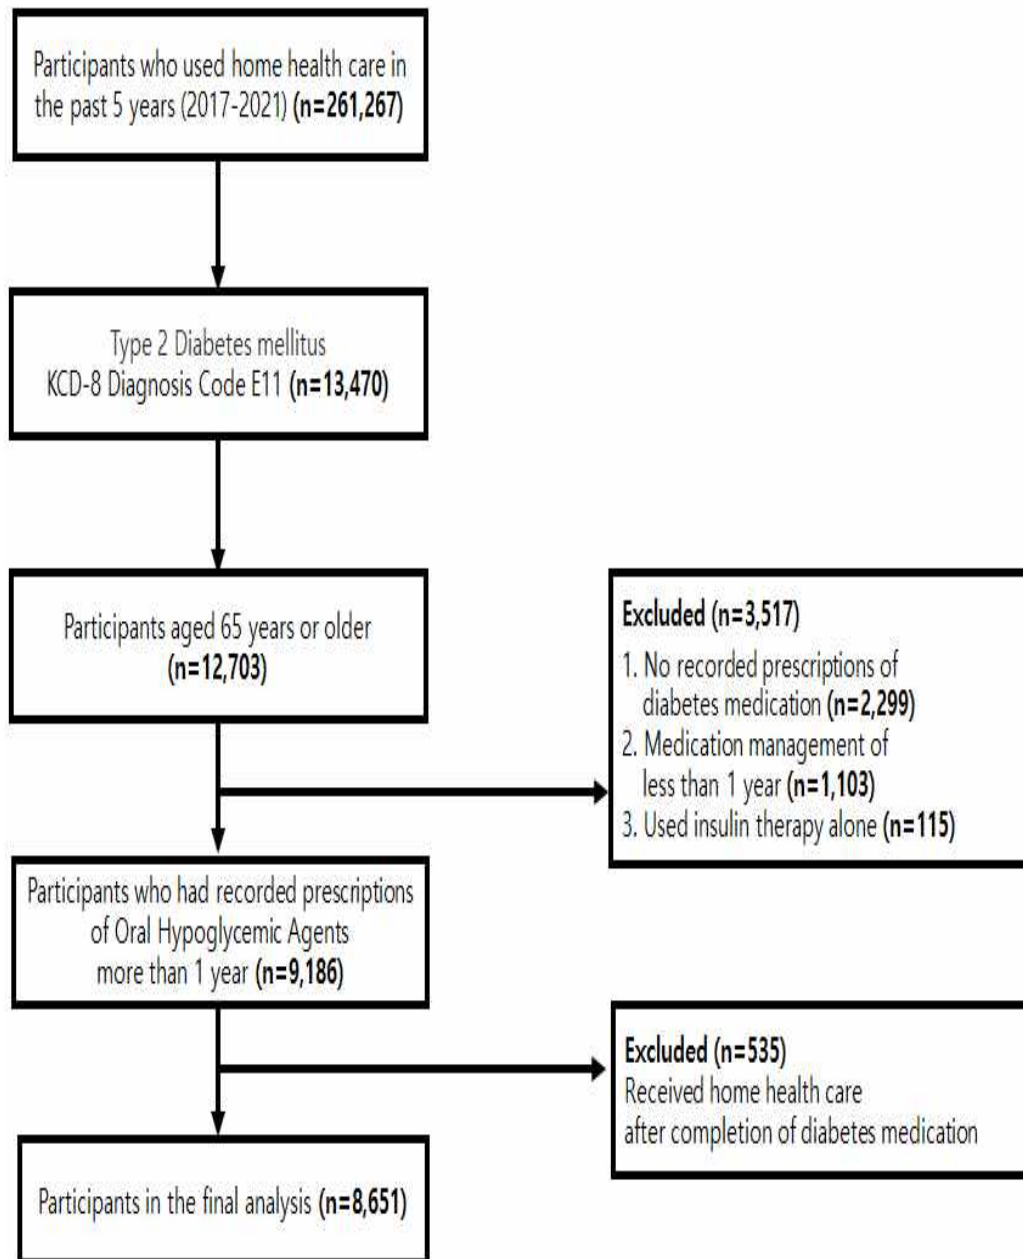 Participants who used home health care in
the past 5 years (2017-2021) (n=261,267)
Type 2 Diabetes mellitus
KCD-8 Diagnosis Code E11 (n=13,470)
Participants aged 65 years or older
(n=12,703)
Excluded (n=3,517)
1. No recorded prescriptions of
diabetes medication (n=2,299)
2. Medication management of
less than 1 year (n=1,103)
3. Used insulin therapy alone (n=115)
Participants who had recorded prescriptions
of Oral Hypoglycemic Agents
more than 1 year (n=9,186)
Excluded (n=535)
Received home health care
after completion of diabetes medication
Participants in the final analysis (n=8,651)